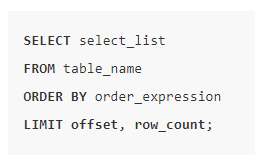 SELECT select_list
FROM table_name
ORDER BY order_expression
LIMIT offset, row_count;